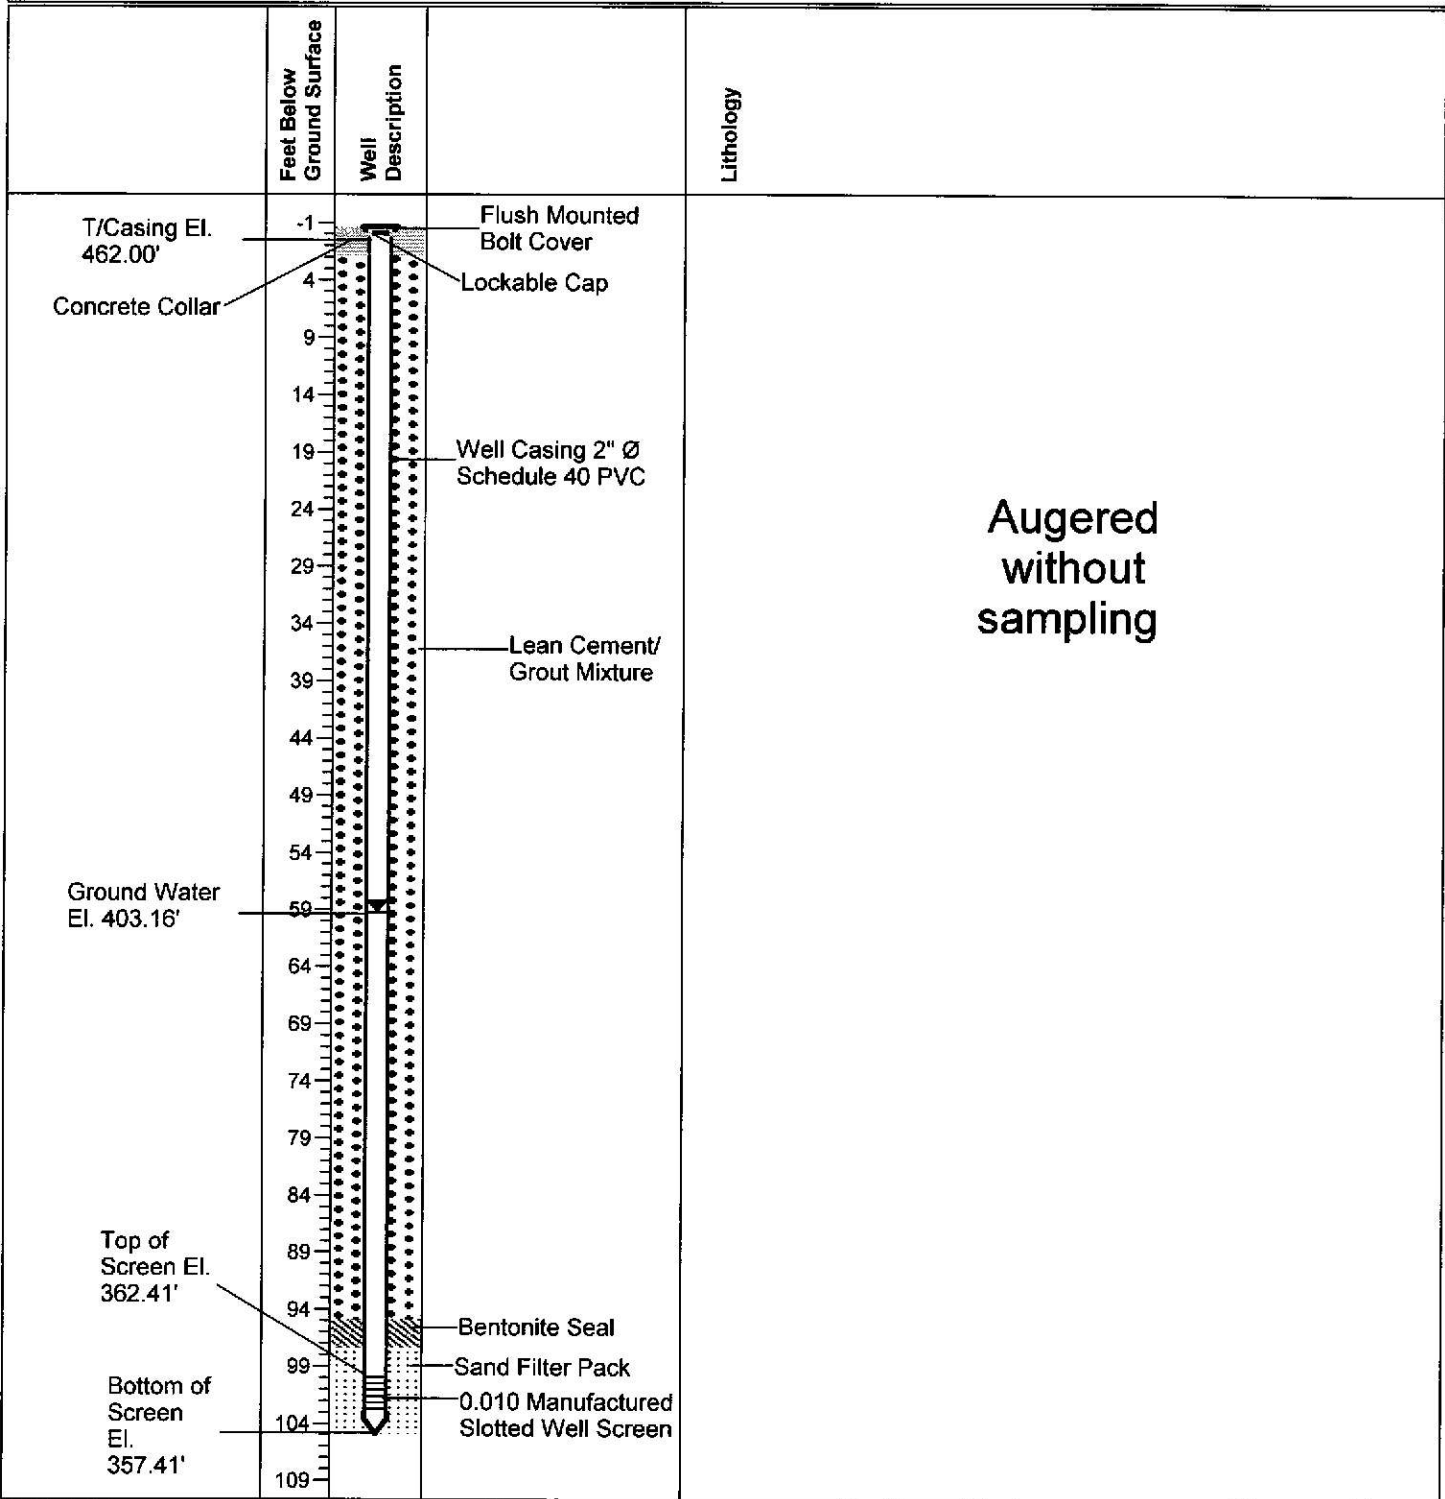 Feet Below
Ground Surface
Well
Description
Lithology
T/Casing El.
462.00'
Concrete Collar
Flush Mounted
Bolt Cover
Lockable Cap
-1
4
9
14
19
24
29
34
39
44
49
54
59
64
69
74
79
84
89
94
99
104
109
Well Casing 2" Ø
Schedule 40 PVC
Augered
without
sampling
Lean Cement/
Grout Mixture
Ground Water
El. 403.16'
Top of
Screen El.
362.41'
Bentonite Seal
Sand Filter Pack
Bottom of
Screen
El.
357.41'
0.010 Manufactured
Slotted Well Screen